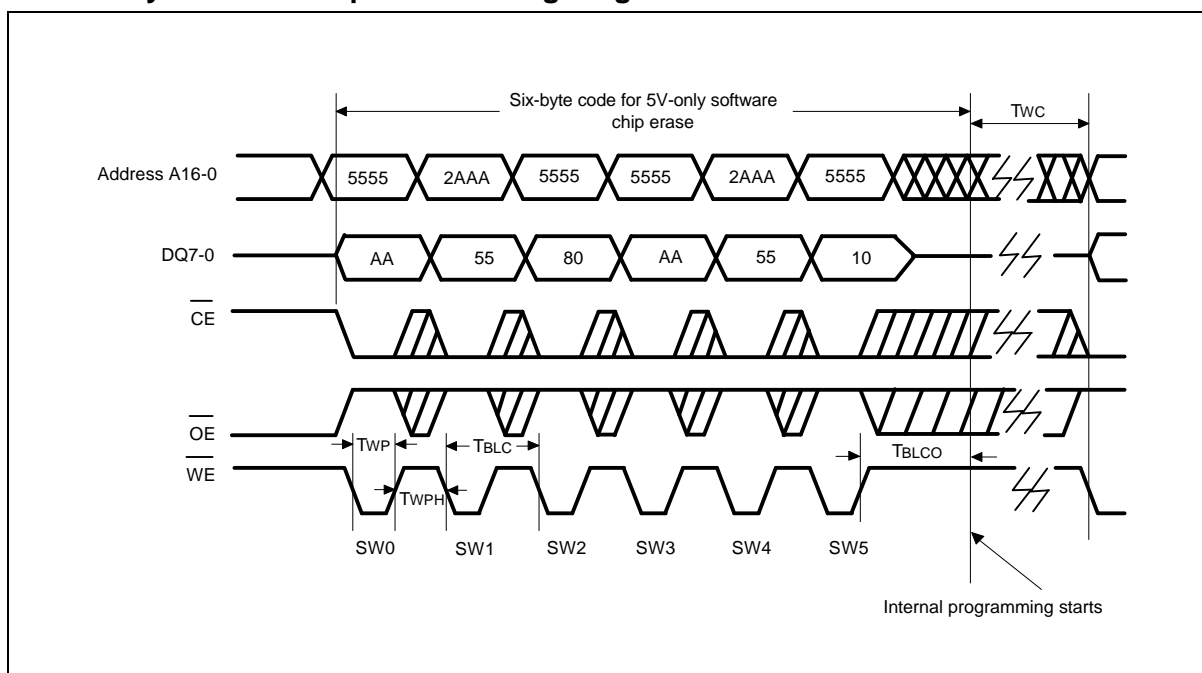 Six-byte code for 5V-only software
chip erase
TWC
Address A16-0
5555
2AAA
5555
5555
2AAA
5555
DQ7-0
AA
55
80
AA
55
10
CE
OE
TWP
TBLC
TBLCO
WE
TWPH
SW0
SW1
SW2
SW3
SW4
SW5
Internal programming starts